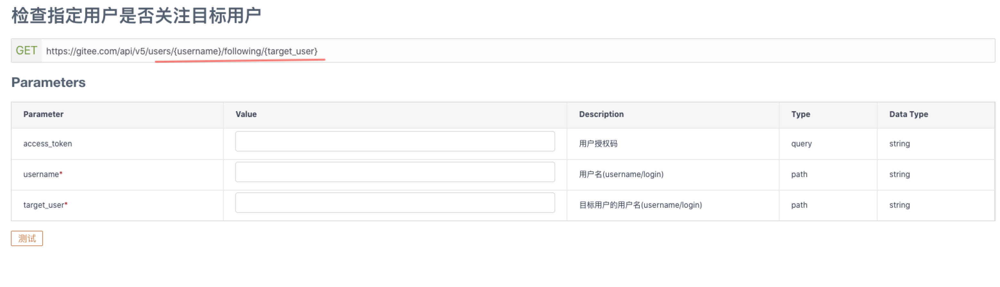 检查指定用户是否关注目标用户
GET https://gitee.com/api/v5/users/{username}/following/{target_user}
Parameters
Parameter Value Description Type Data Type
access_token 用户授权码 query string
username* 用户名(username/login) path string
target_user* 目标用户的用户名(username/login) path string
测试